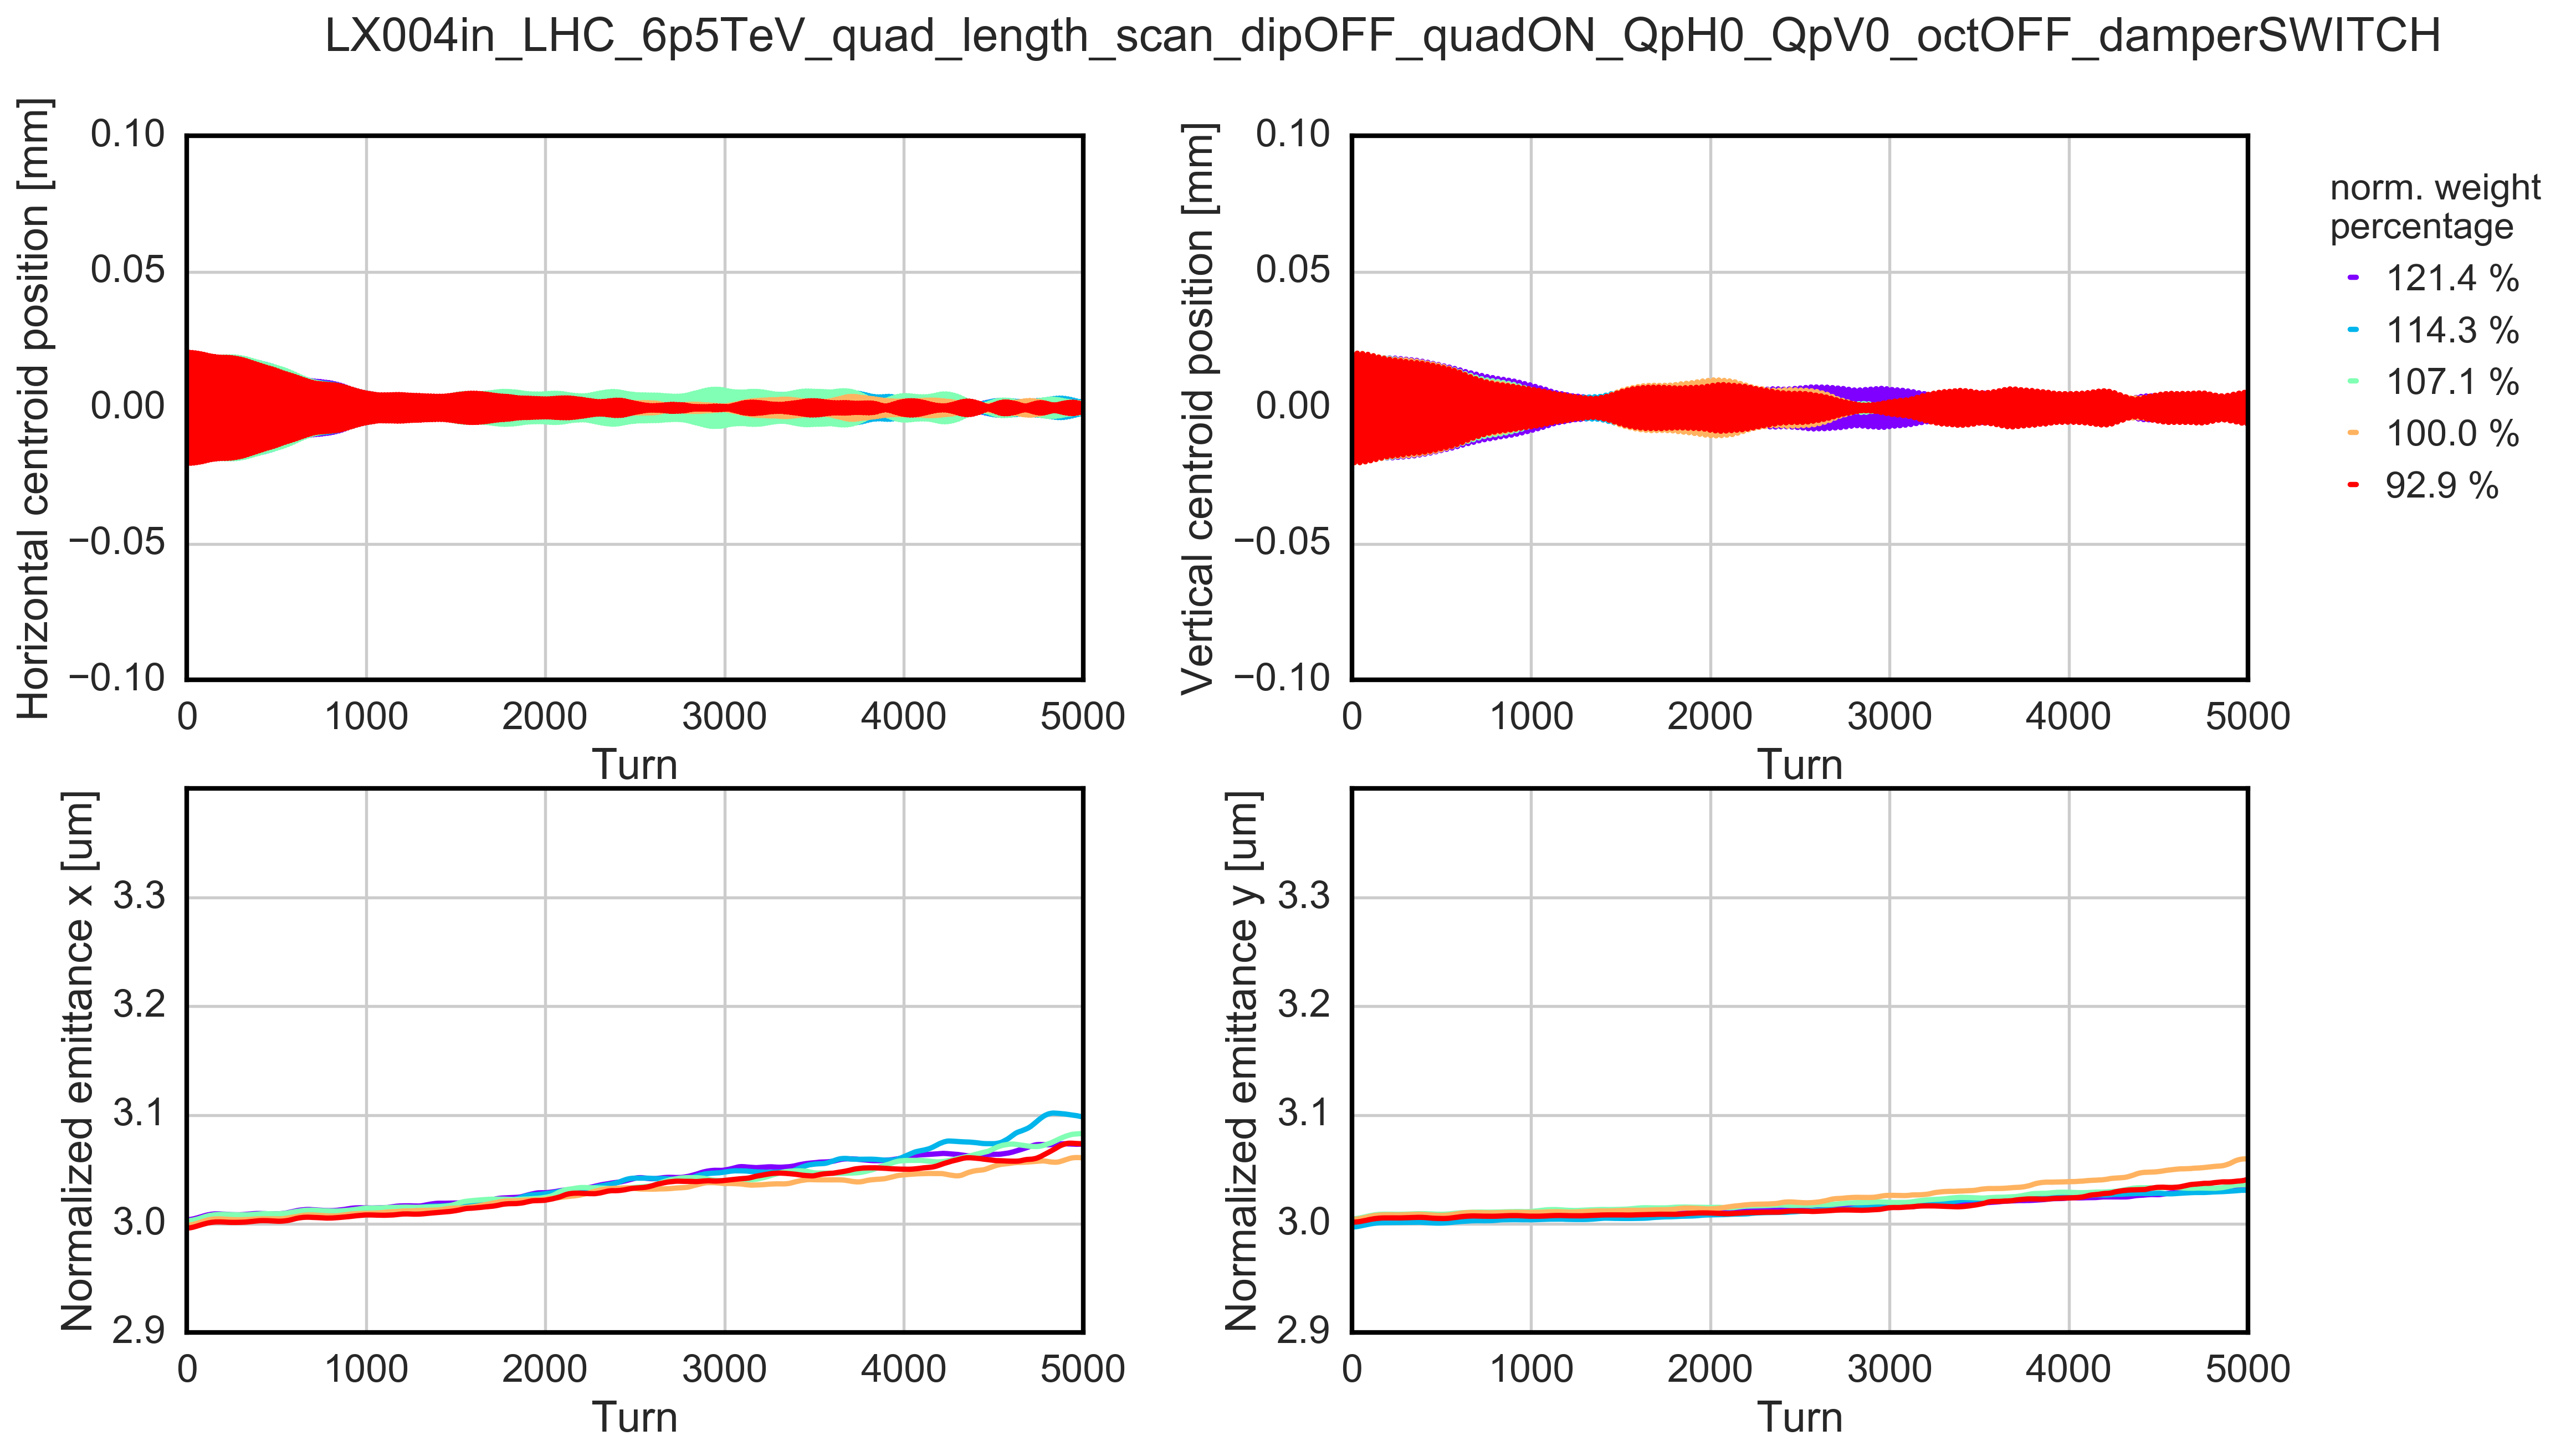 LX004in_LHC_6p5TeV_quad_length_scan_dipOFF_quadON_QpH0_QpV0_octOFF_damperSWITCH
Horizontal centroid position [mm]
0.10
0.05
0.00
−0.05
−0.10
0 1000 2000 3000 4000 5000
Turn
Vertical centroid position [mm]
0.10
0.05
0.00
−0.05
−0.10
0 1000 2000 3000 4000 5000
Turn
norm. weight
percentage
121.4 %
114.3 %
107.1 %
100.0 %
92.9 %
Normalized emittance x [um]
3.3
3.2
3.1
3.0
2.9
0 1000 2000 3000 4000 5000
Turn
Normalized emittance y [um]
3.3
3.2
3.1
3.0
2.9
0 1000 2000 3000 4000 5000
Turn